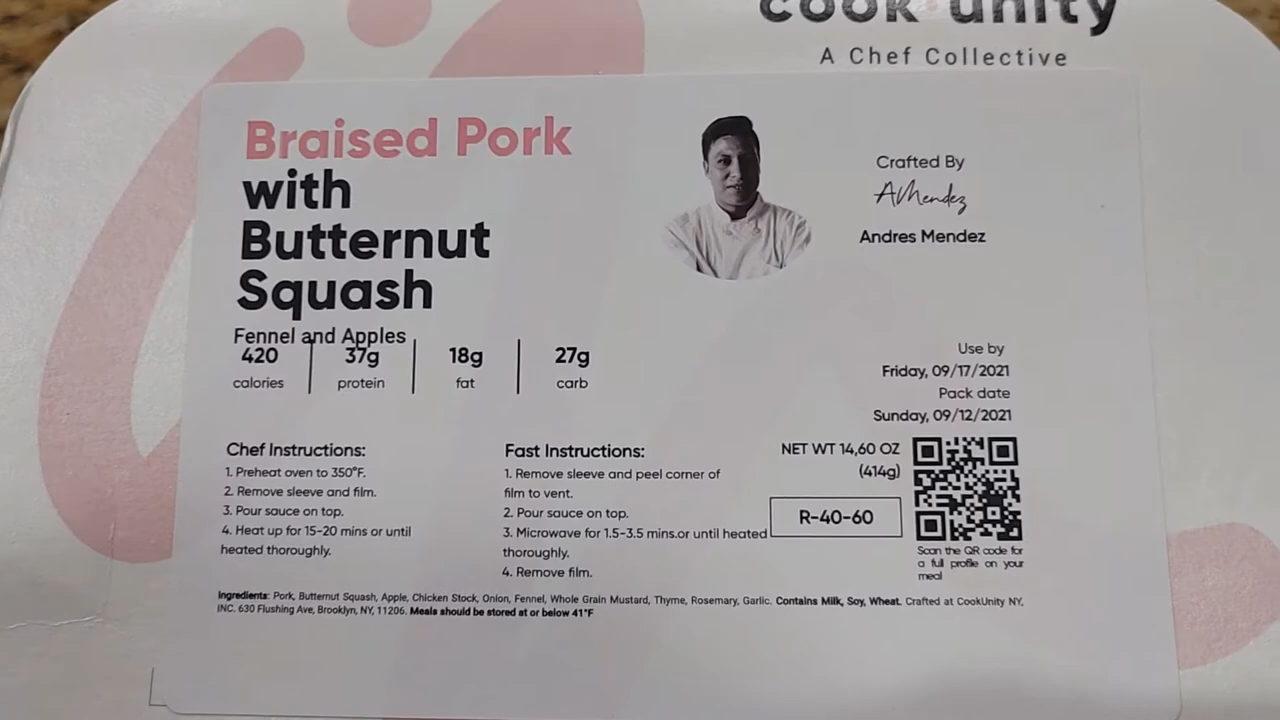 cook unity
A Chef Collective
Braised Pork
with
Butternut
Squash
Fennel and Apples
420
calories
37g
protein
18g
fat
27g
carb
Crafted By
AMendez
Andres Mendez
Use by
Friday, 09/17/2021
Pack date
Sunday, 09/12/2021
Chef Instructions:
1. Preheat oven to 350°F.
2. Remove sleeve and film.
3. Pour sauce on top.
4. Heat up for 15-20 mins or until
heated thoroughly.
Fast Instructions:
1. Remove sleeve and peel corner of
film to vent.
2. Pour sauce on top.
3. Microwave for 1.5-3.5 mins.or until heated
thoroughly.
4. Remove film.
NET WT 14,60 OZ
(414g)
R-40-60
Scan the QR code for
a full profile on your
meal
Ingredients: Pork, Butternut Squash, Apple, Chicken Stock, Onion, Fennel, Whole Grain Mustard, Thyme, Rosemary, Garlic. Contains Milk, Soy, Wheat. Crafted at CookUnity NY,
INC. 630 Flushing Ave, Brooklyn, NY, 11206. Meals should be stored at or below 41°F